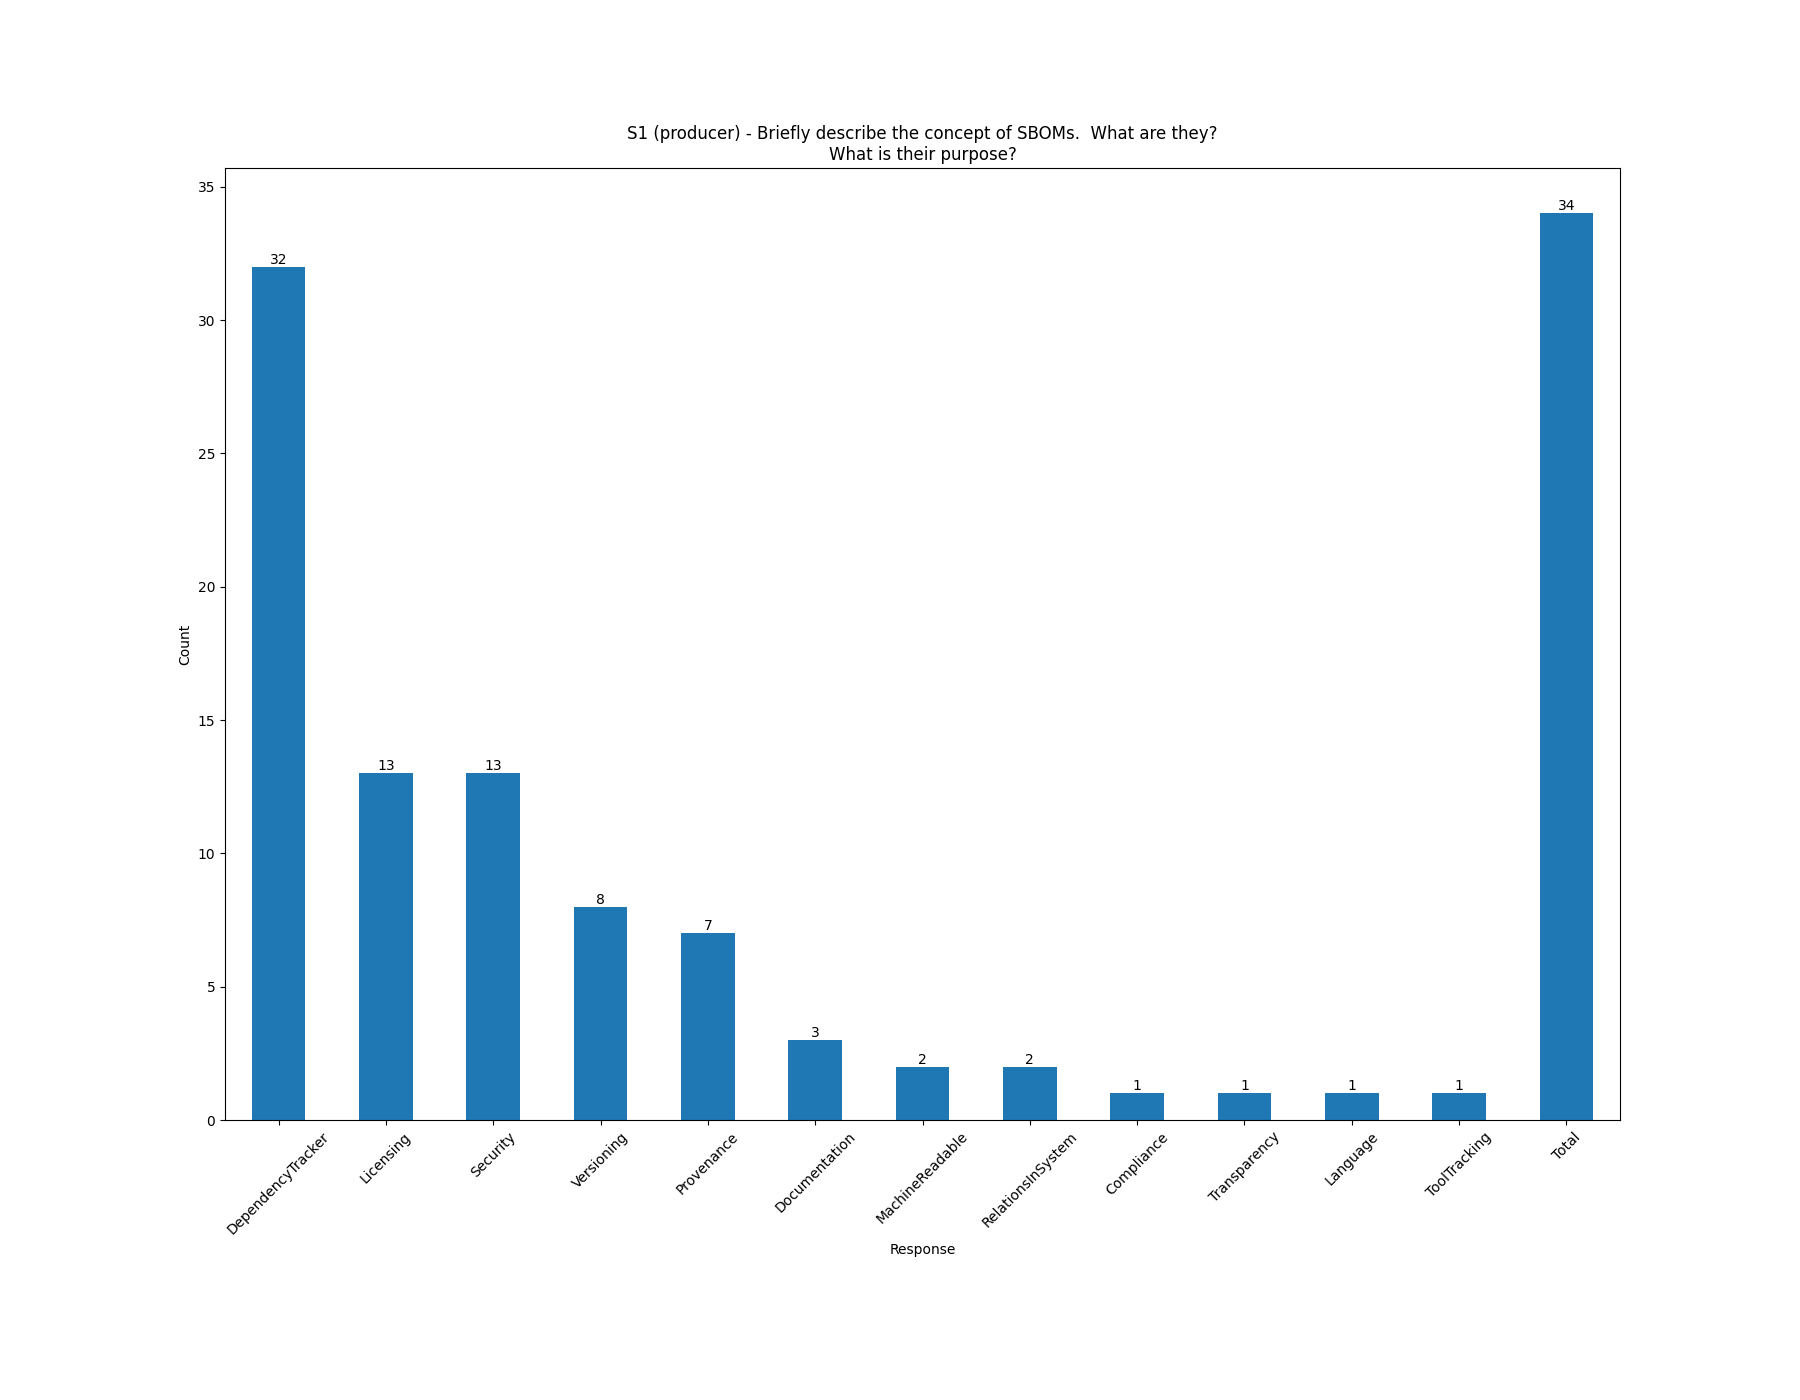 S1 (producer) - Briefly describe the concept of SBOMs.  What are they?
What is their purpose?
35
30
25
20
15
10
5
0
Count
32
13
13
8
7
3
2
2
1
1
1
1
34
DependencyTracker
Licensing
Security
Versioning
Provenance
Documentation
MachineReadable
RelationsInSystem
Compliance
Transparency
Language
ToolTracking
Total
Response